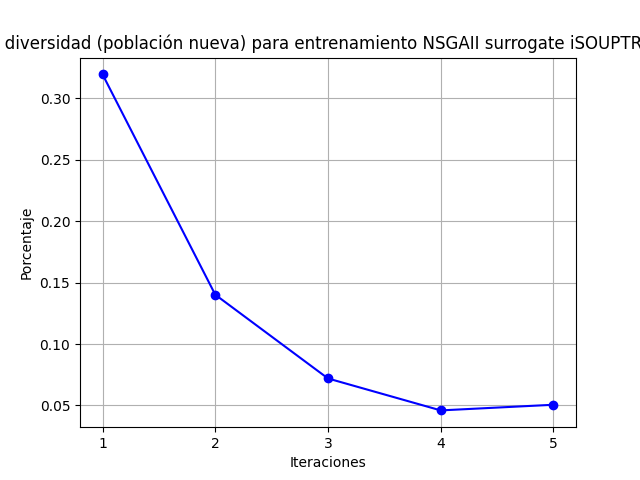 diversidad (población nueva) para entrenamiento NSGAII surrogate iSOUPTR
0.30
0.25
0.20
0.15
0.10
0.05
Porcentaje
1 2 3 4 5
Iteraciones